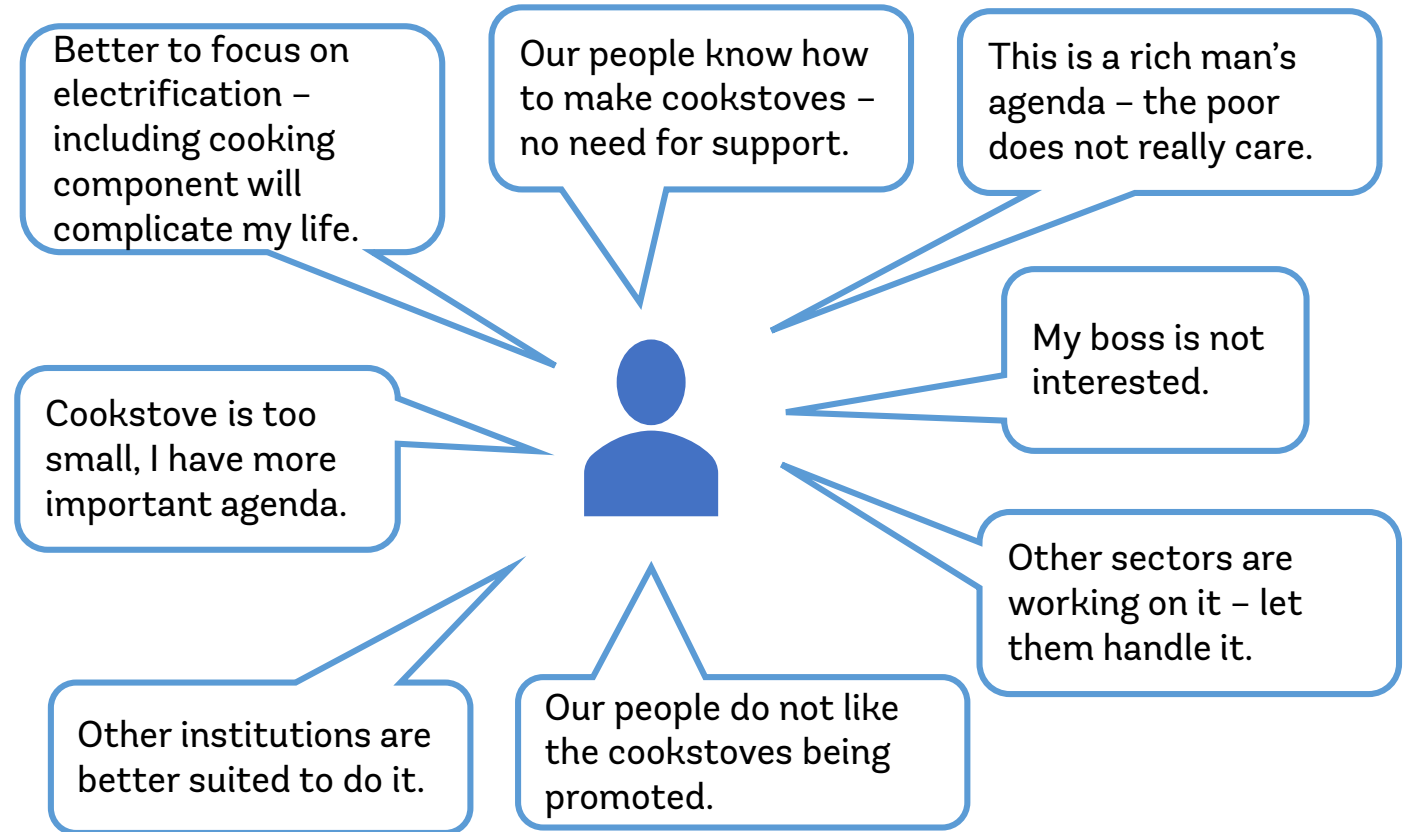 Better to focus on
electrification –
including cooking
component will
complicate my life.
Our people know how
to make cookstoves –
no need for support.
This is a rich man’s
agenda – the poor
does not really care.
My boss is not
interested.
Cookstove is too
small, I have more
important agenda.
Other sectors are
working on it – let
them handle it.
Other institutions are
better suited to do it.
Our people do not like
the cookstoves being
promoted.